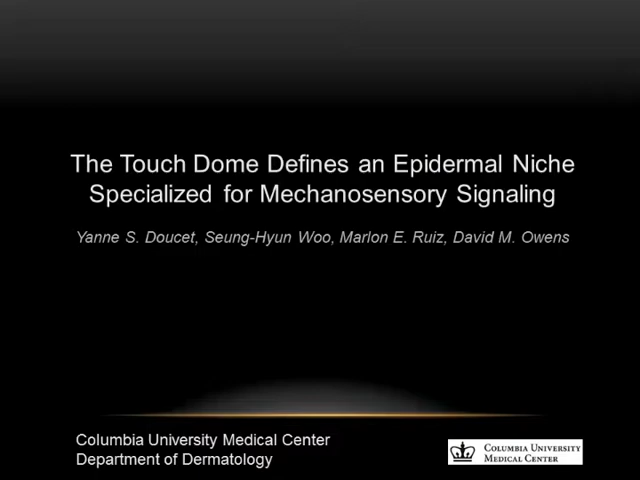 The Touch Dome Defines an Epidermal Niche
Specialized for Mechanosensory Signaling
Yanne S. Doucet, Seung-Hyun Woo, Marlon E. Ruiz, David M. Owens
Columbia University Medical Center
Department of Dermatology
COLUMBIA UNIVERSITY
MEDICAL CENTER